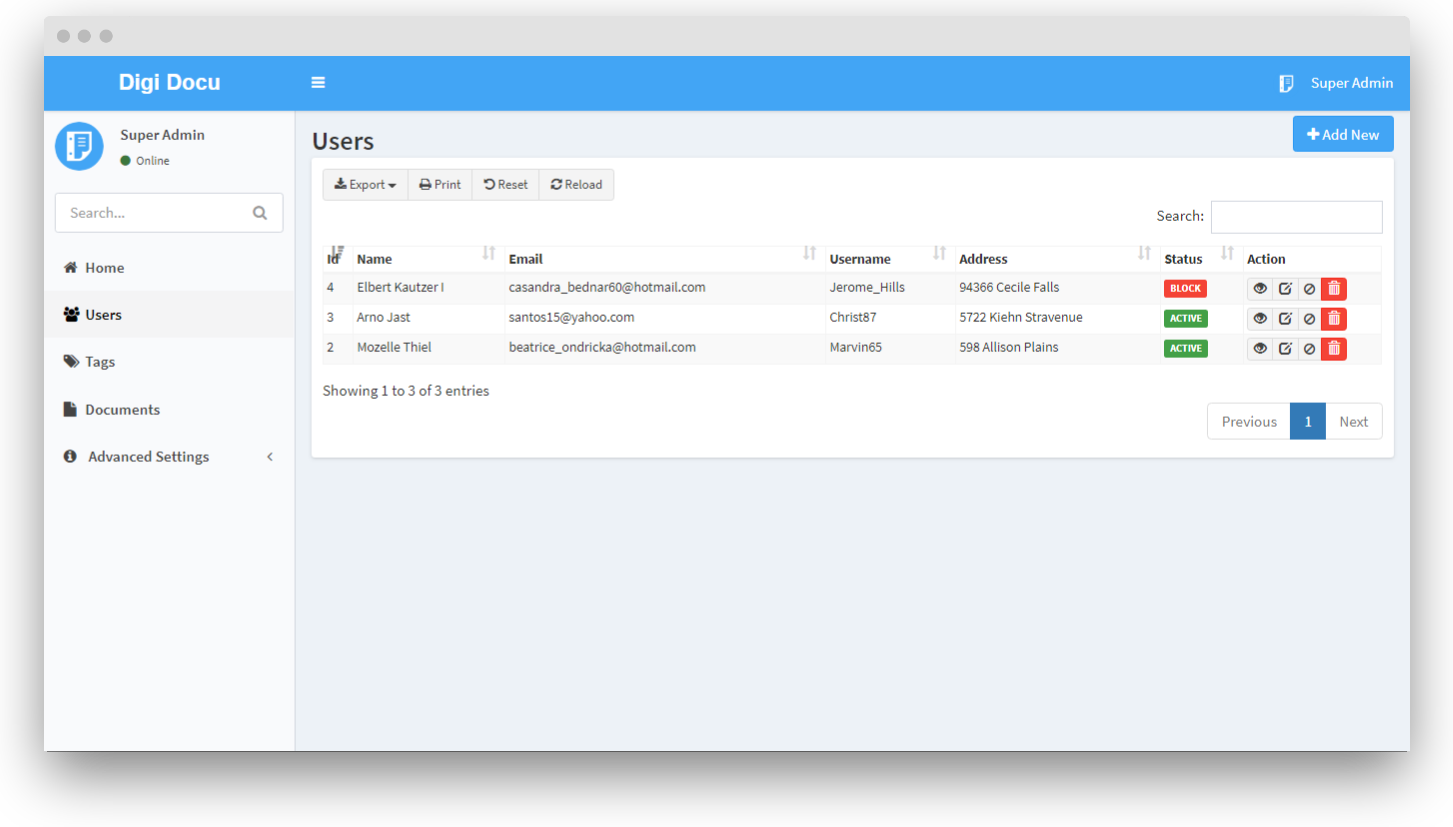 Digi Docu
Super Admin
Super Admin
Online
Search...
Home
Users
Tags
Documents
Advanced Settings
Users
Add New
Export Print Reset Reload
Search:
Id Name Email Username Address Status Action
4 Elbert Kautzer I casandra_bednar60@hotmail.com Jerome_Hills 94366 Cecile Falls BLOCK
3 Arno Jast santos15@yahoo.com Christ87 5722 Kiehn Stravenue ACTIVE
2 Mozelle Thiel beatrice_ondricka@hotmail.com Marvin65 598 Allison Plains ACTIVE
Showing 1 to 3 of 3 entries
Previous 1 Next